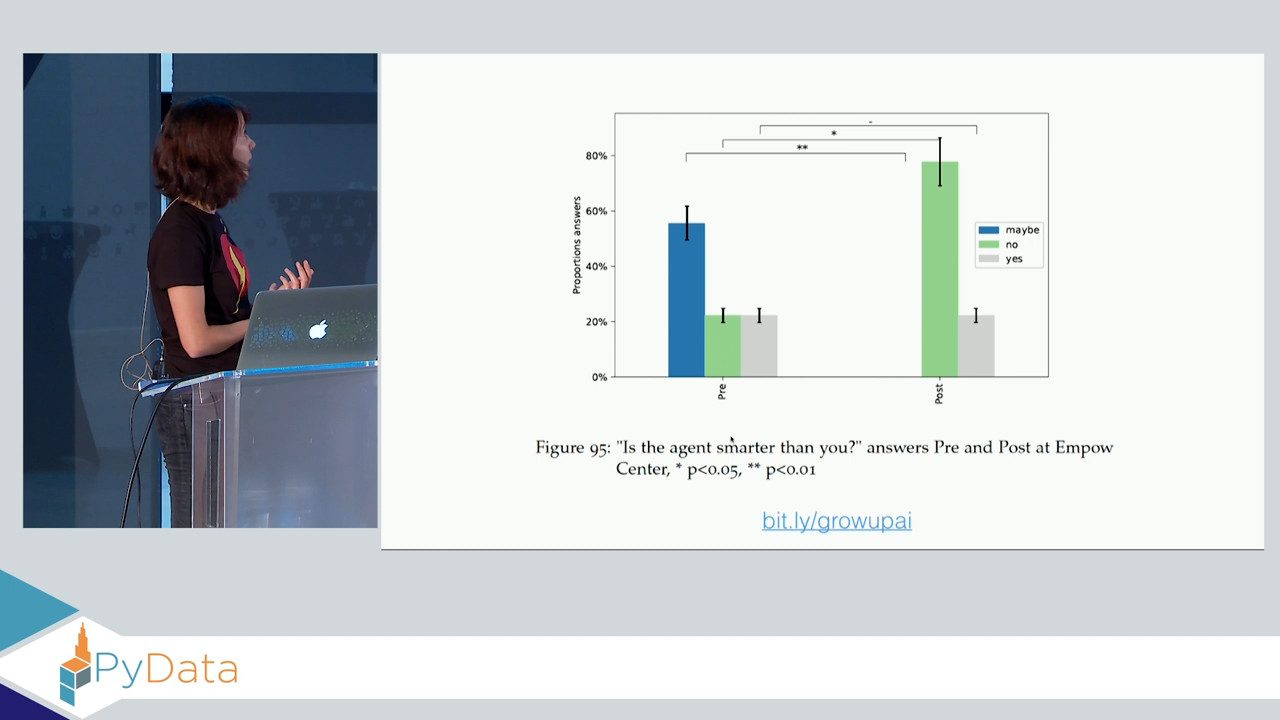 -
*
**
80%
60%
40%
20%
0%
Proportions answers
maybe
no
yes
Pre
Post
Figure 95: "Is the agent smarter than you?" answers Pre and Post at Empow
Center, * p<0.05, ** p<0.01
bit.ly/growupai
PyData